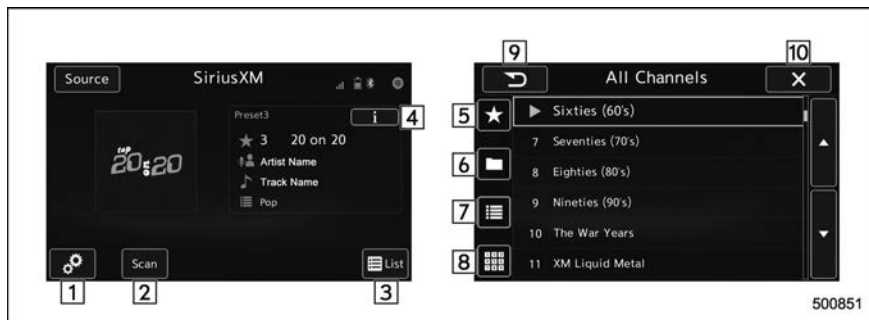 Source
SiriusXM
Preset3
i
4
3 20 on 20
Artist Name
Track Name
Pop
top
20 on 20
Scan
List
1
2
3
9
10
All Channels
X
5
Sixties (60's)
7 Seventies (70's)
6
8 Eighties (80's)
7
9 Nineties (90's)
10 The War Years
8
11 XM Liquid Metal
500851